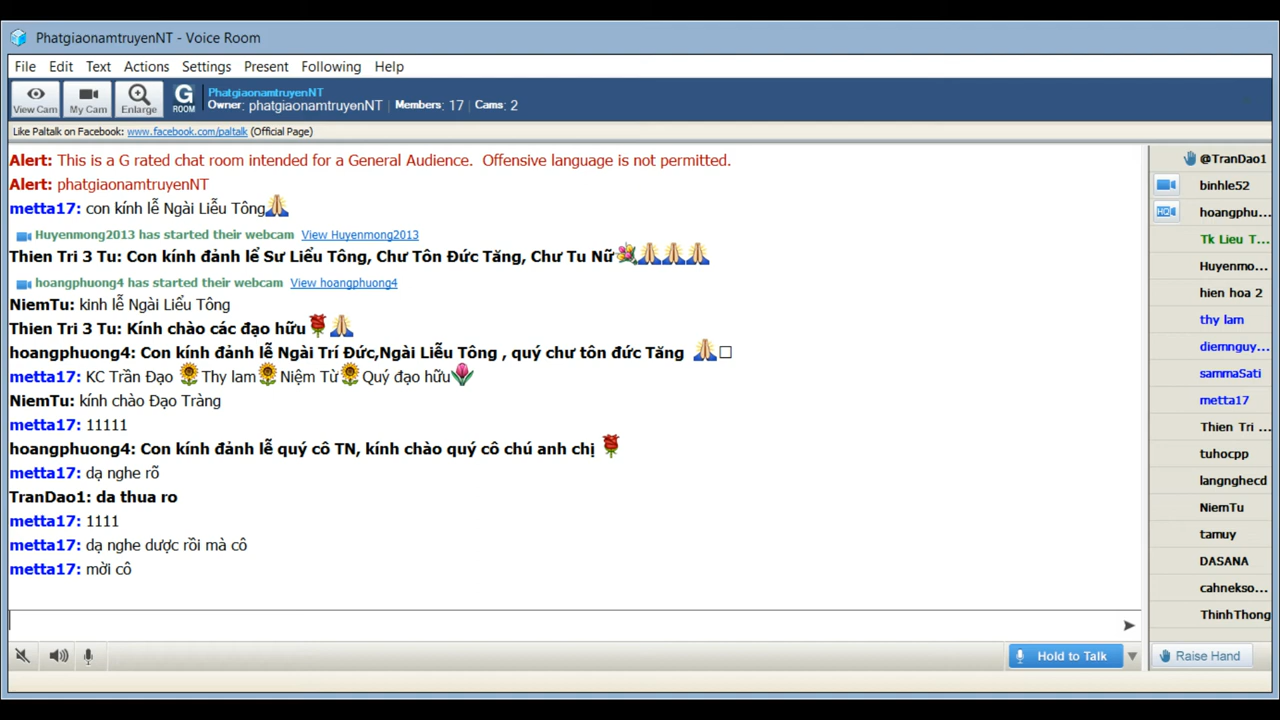 PhatgiaonamtruyenNT - Voice Room
File Edit Text Actions Settings Present Following Help
View Cam My Cam Enlarge G ROOM
PhatgiaonamtruyenNT
Owner: phatgiaonamtruyenNT Members: 17 Cams: 2
Like Paltalk on Facebook: www.facebook.com/paltalk (Official Page)
Alert: This is a G rated chat room intended for a General Audience. Offensive language is not permitted.
Alert: phatgiaonamtruyenNT
metta17: con kính lễ Ngài Liễu Tông
Huyenmong2013 has started their webcam View Huyenmong2013
Thien Tri 3 Tu: Con kính đảnh lể Sư Liểu Tông, Chư Tôn Đức Tăng, Chư Tu Nữ
hoangphuong4 has started their webcam View hoangphuong4
NiemTu: kinh lễ Ngài Liểu Tông
Thien Tri 3 Tu: Kính chào các đạo hữu
hoangphuong4: Con kính đảnh lễ Ngài Trí Đức,Ngài Liễu Tông , quý chư tôn đức Tăng
metta17: KC Trần Đạo Thy lam Niệm Từ Quý đạo hữu
NiemTu: kính chào Đạo Tràng
metta17: 11111
hoangphuong4: Con kính đảnh lễ quý cô TN, kính chào quý cô chú anh chị
metta17: dạ nghe rõ
TranDao1: da thua ro
metta17: 1111
metta17: dạ nghe dược rồi mà cô
metta17: mời cô
Hold to Talk
@TranDao1
binhle52
HQ hoangphu...
Tk Lieu T...
Huyenmo...
hien hoa 2
thy lam
diemnguy...
sammaSati
metta17
Thien Tri ...
tuhocpp
langnghecd
NiemTu
tamuy
DASANA
cahnekso...
ThinhThong
Raise Hand